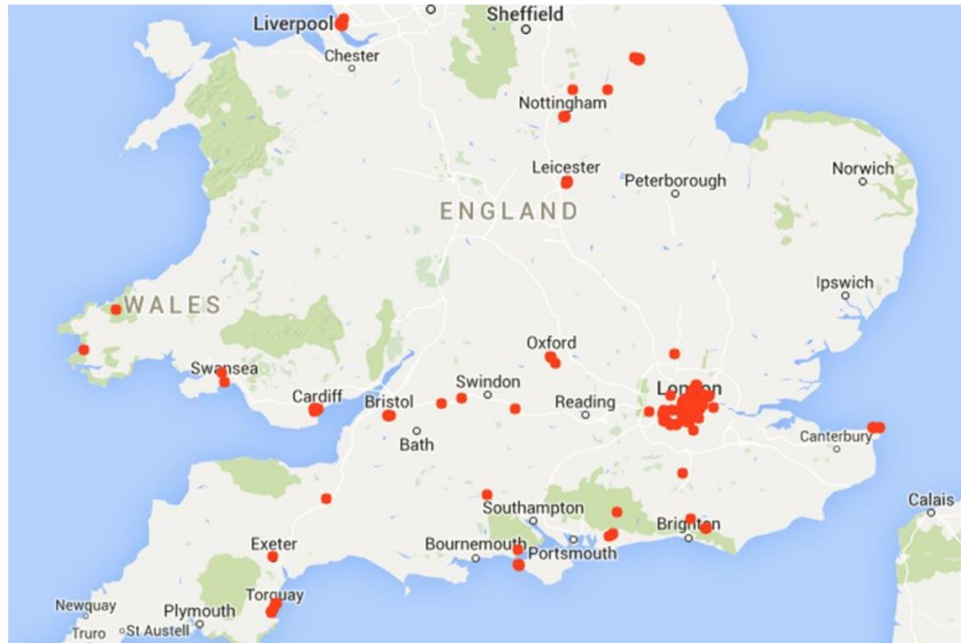 Sheffield
Liverpool
Chester
Nottingham
Leicester
Norwich
Peterborough
ENGLAND
Ipswich
WALES
Oxford
Swansea
Swindon
London
Cardiff
Bristol
Reading
Bath
Canterbury
Calais
Southampton
Brighton
Exeter
Bournemouth
Portsmouth
Torquay
Newquay
Plymouth
Truro
St Austell